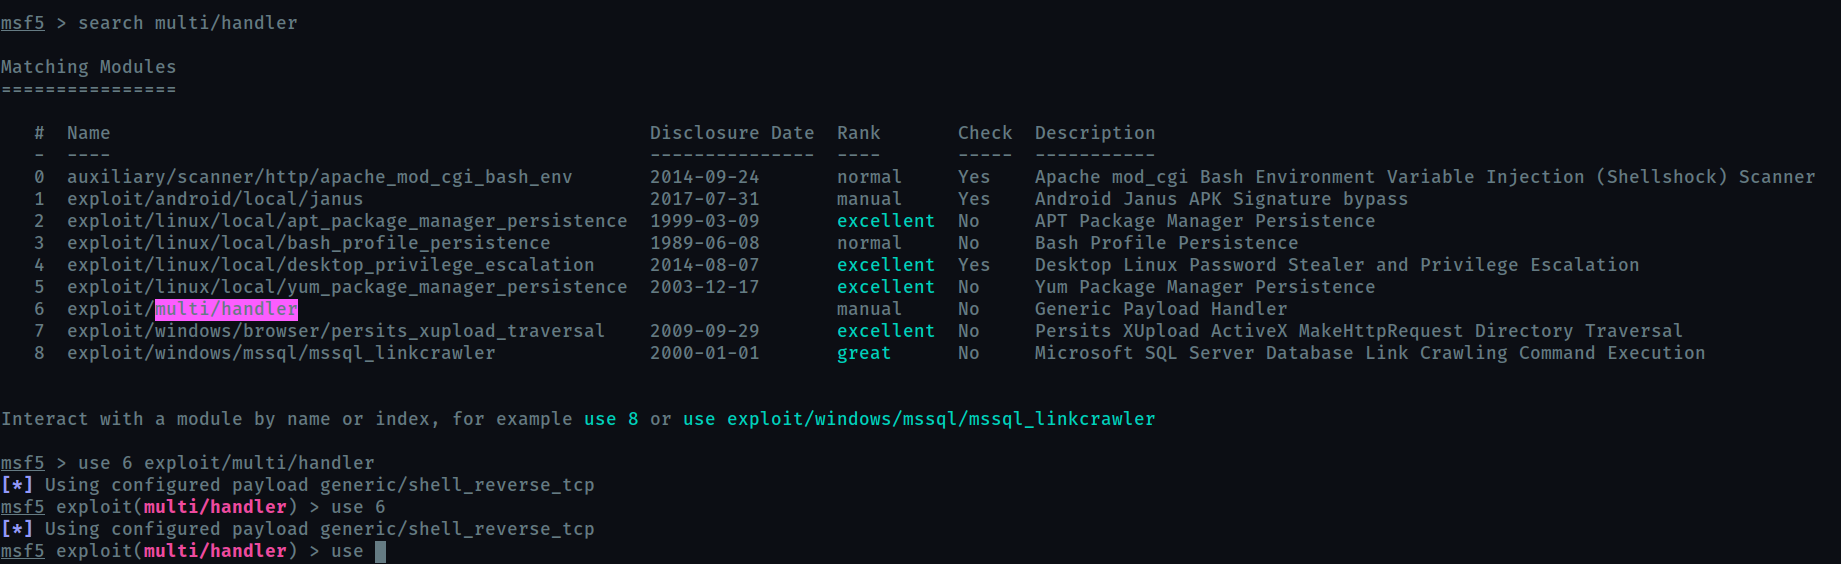 msf5 > search multi/handler
Matching Modules
================
#  Name                                                 Disclosure Date  Rank       Check  Description
-  ----                                                 ---------------  ----       -----  -----------
0  auxiliary/scanner/http/apache_mod_cgi_bash_env       2014-09-24       normal     Yes    Apache mod_cgi Bash Environment Variable Injection (Shellshock) Scanner
1  exploit/android/local/janus                          2017-07-31       manual     Yes    Android Janus APK Signature bypass
2  exploit/linux/local/apt_package_manager_persistence  1999-03-09       excellent  No     APT Package Manager Persistence
3  exploit/linux/local/bash_profile_persistence         1989-06-08       normal     No     Bash Profile Persistence
4  exploit/linux/local/desktop_privilege_escalation     2014-08-07       excellent  Yes    Desktop Linux Password Stealer and Privilege Escalation
5  exploit/linux/local/yum_package_manager_persistence  2003-12-17       excellent  No     Yum Package Manager Persistence
6  exploit/multi/handler                                                 manual     No     Generic Payload Handler
7  exploit/windows/browser/persits_xupload_traversal    2009-09-29       excellent  No     Persits XUpload ActiveX MakeHttpRequest Directory Traversal
8  exploit/windows/mssql/mssql_linkcrawler              2000-01-01       great      No     Microsoft SQL Server Database Link Crawling Command Execution
Interact with a module by name or index, for example use 8 or use exploit/windows/mssql/mssql_linkcrawler
msf5 > use 6 exploit/multi/handler
[*] Using configured payload generic/shell_reverse_tcp
msf5 exploit(multi/handler) > use 6
[*] Using configured payload generic/shell_reverse_tcp
msf5 exploit(multi/handler) > use